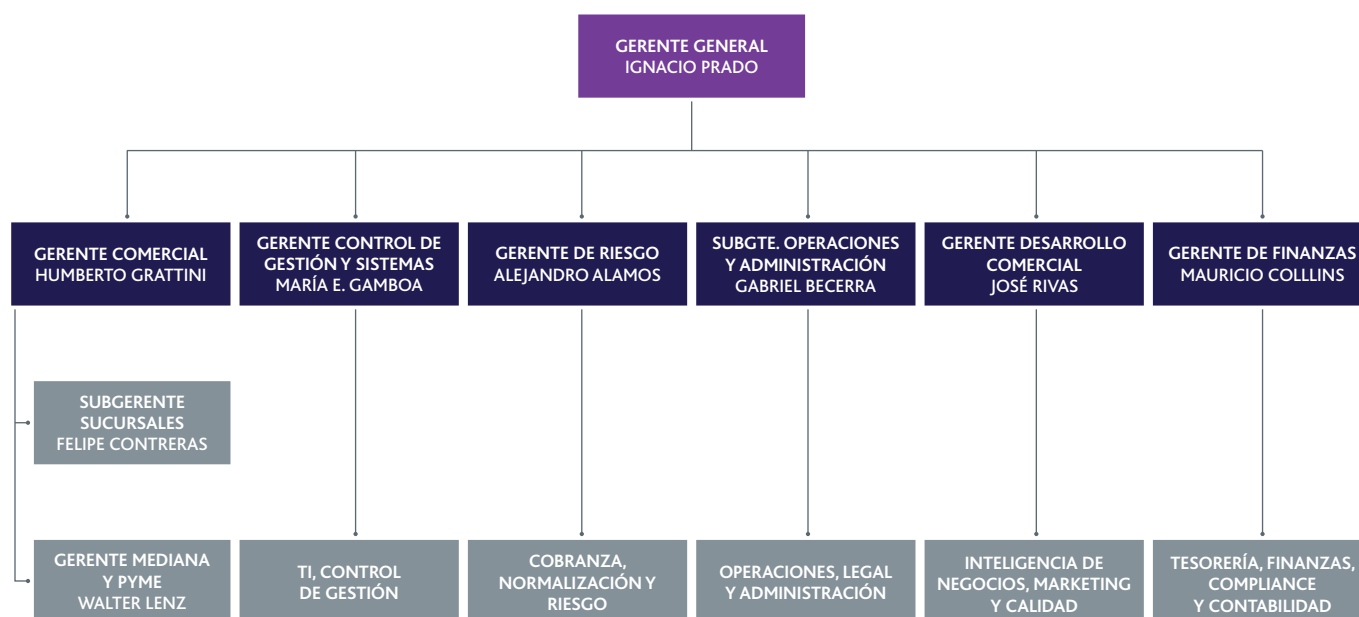 GERENTE GENERAL
IGNACIO PRADO
GERENTE COMERCIAL
HUMBERTO GRATTINI
GERENTE CONTROL DE
GESTIÓN Y SISTEMAS
MARÍA E. GAMBOA
GERENTE DE RIESGO
ALEJANDRO ALAMOS
SUBGTE. OPERACIONES
Y ADMINISTRACIÓN
GABRIEL BECERRA
GERENTE DESARROLLO
COMERCIAL
JOSÉ RIVAS
GERENTE DE FINANZAS
MAURICIO COLLLINS
SUBGERENTE
SUCURSALES
FELIPE CONTRERAS
GERENTE MEDIANA
Y PYME
WALTER LENZ
TI, CONTROL
DE GESTIÓN
COBRANZA,
NORMALIZACIÓN Y
RIESGO
OPERACIONES, LEGAL
Y ADMINISTRACIÓN
INTELIGENCIA DE
NEGOCIOS, MARKETING
Y CALIDAD
TESORERÍA, FINANZAS,
COMPLIANCE
Y CONTABILIDAD